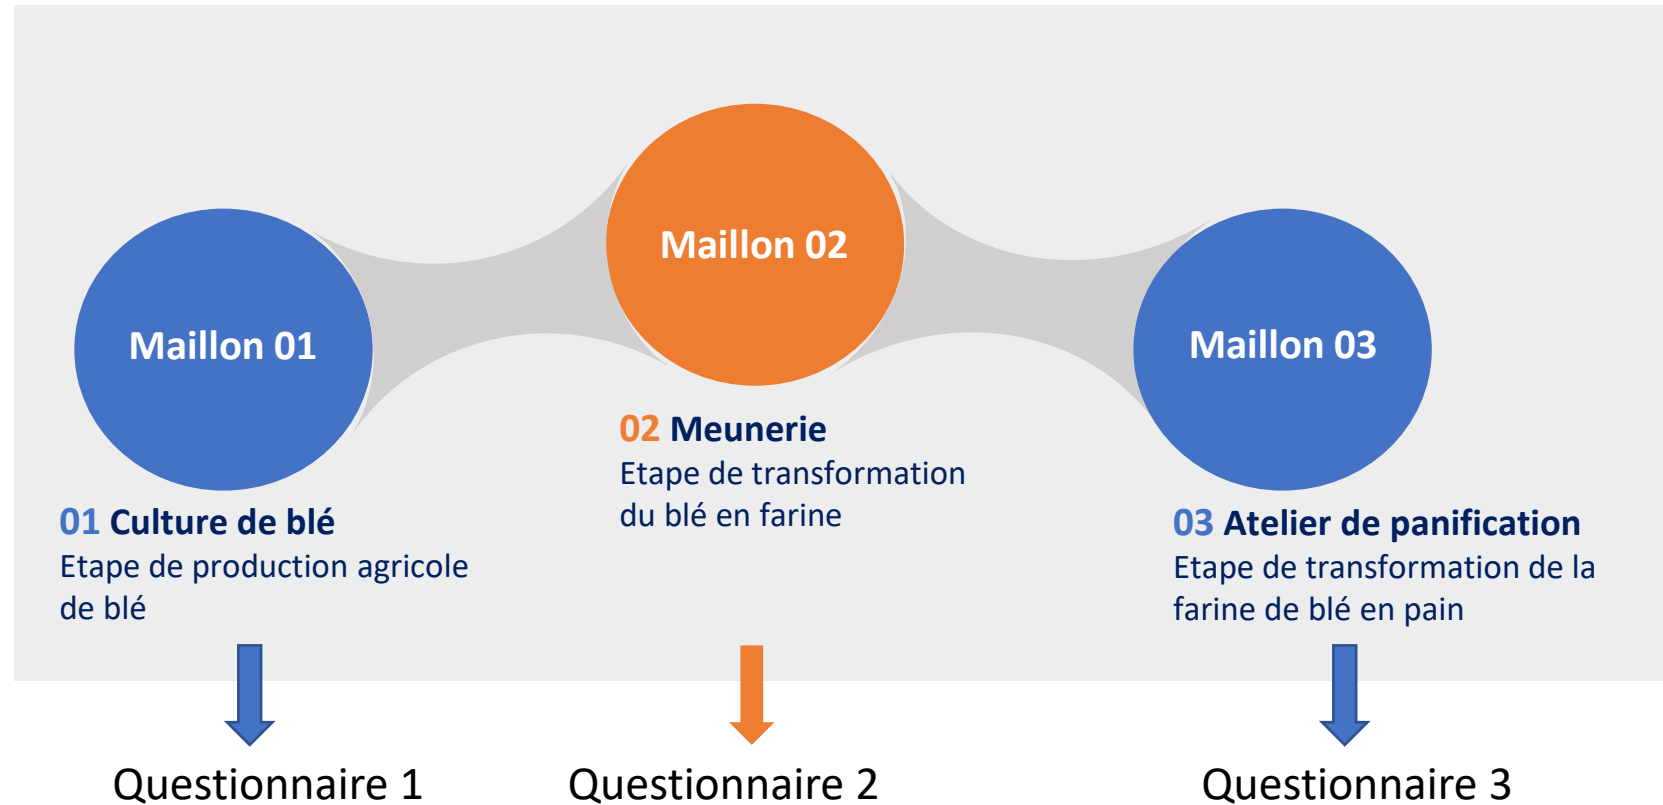 Maillon 01
Maillon 02
Maillon 03
01 Culture de blé
Etape de production agricole
de blé
02 Meunerie
Etape de transformation
du blé en farine
03 Atelier de panification
Etape de transformation de la
farine de blé en pain
Questionnaire 1
Questionnaire 2
Questionnaire 3